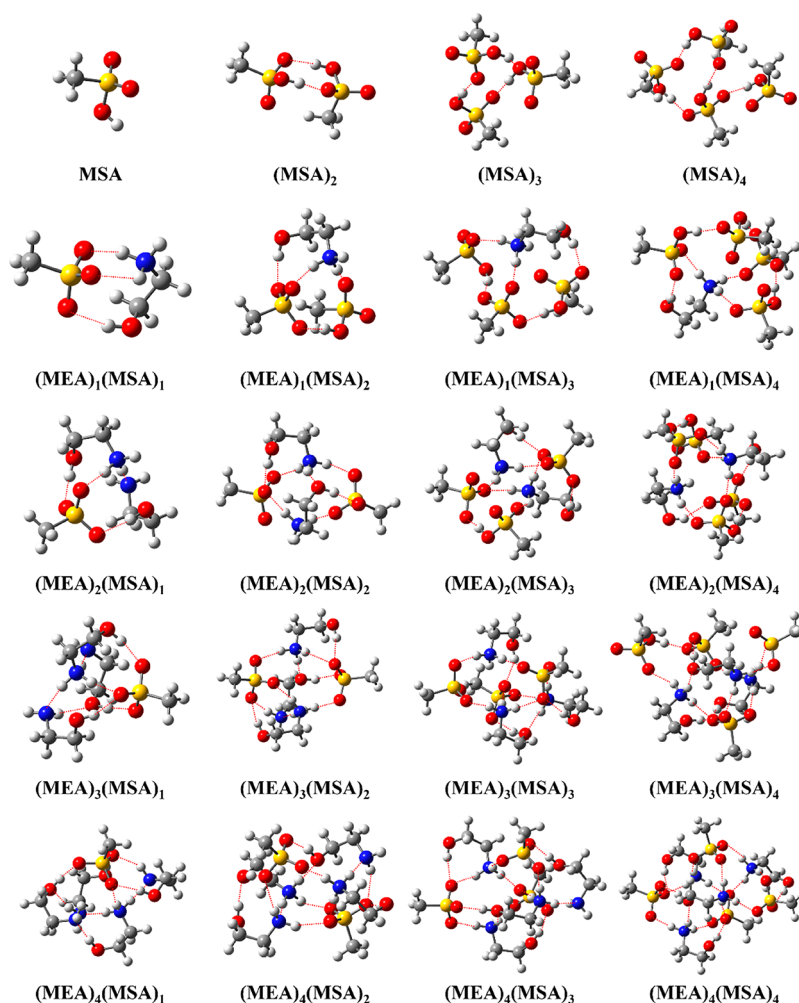 MSA (MSA)₂ (MSA)₃ (MSA)₄
(MEA)₁(MSA)₁ (MEA)₁(MSA)₂ (MEA)₁(MSA)₃ (MEA)₁(MSA)₄
(MEA)₂(MSA)₁ (MEA)₂(MSA)₂ (MEA)₂(MSA)₃ (MEA)₂(MSA)₄
(MEA)₃(MSA)₁ (MEA)₃(MSA)₂ (MEA)₃(MSA)₃ (MEA)₃(MSA)₄
(MEA)₄(MSA)₁ (MEA)₄(MSA)₂ (MEA)₄(MSA)₃ (MEA)₄(MSA)₄